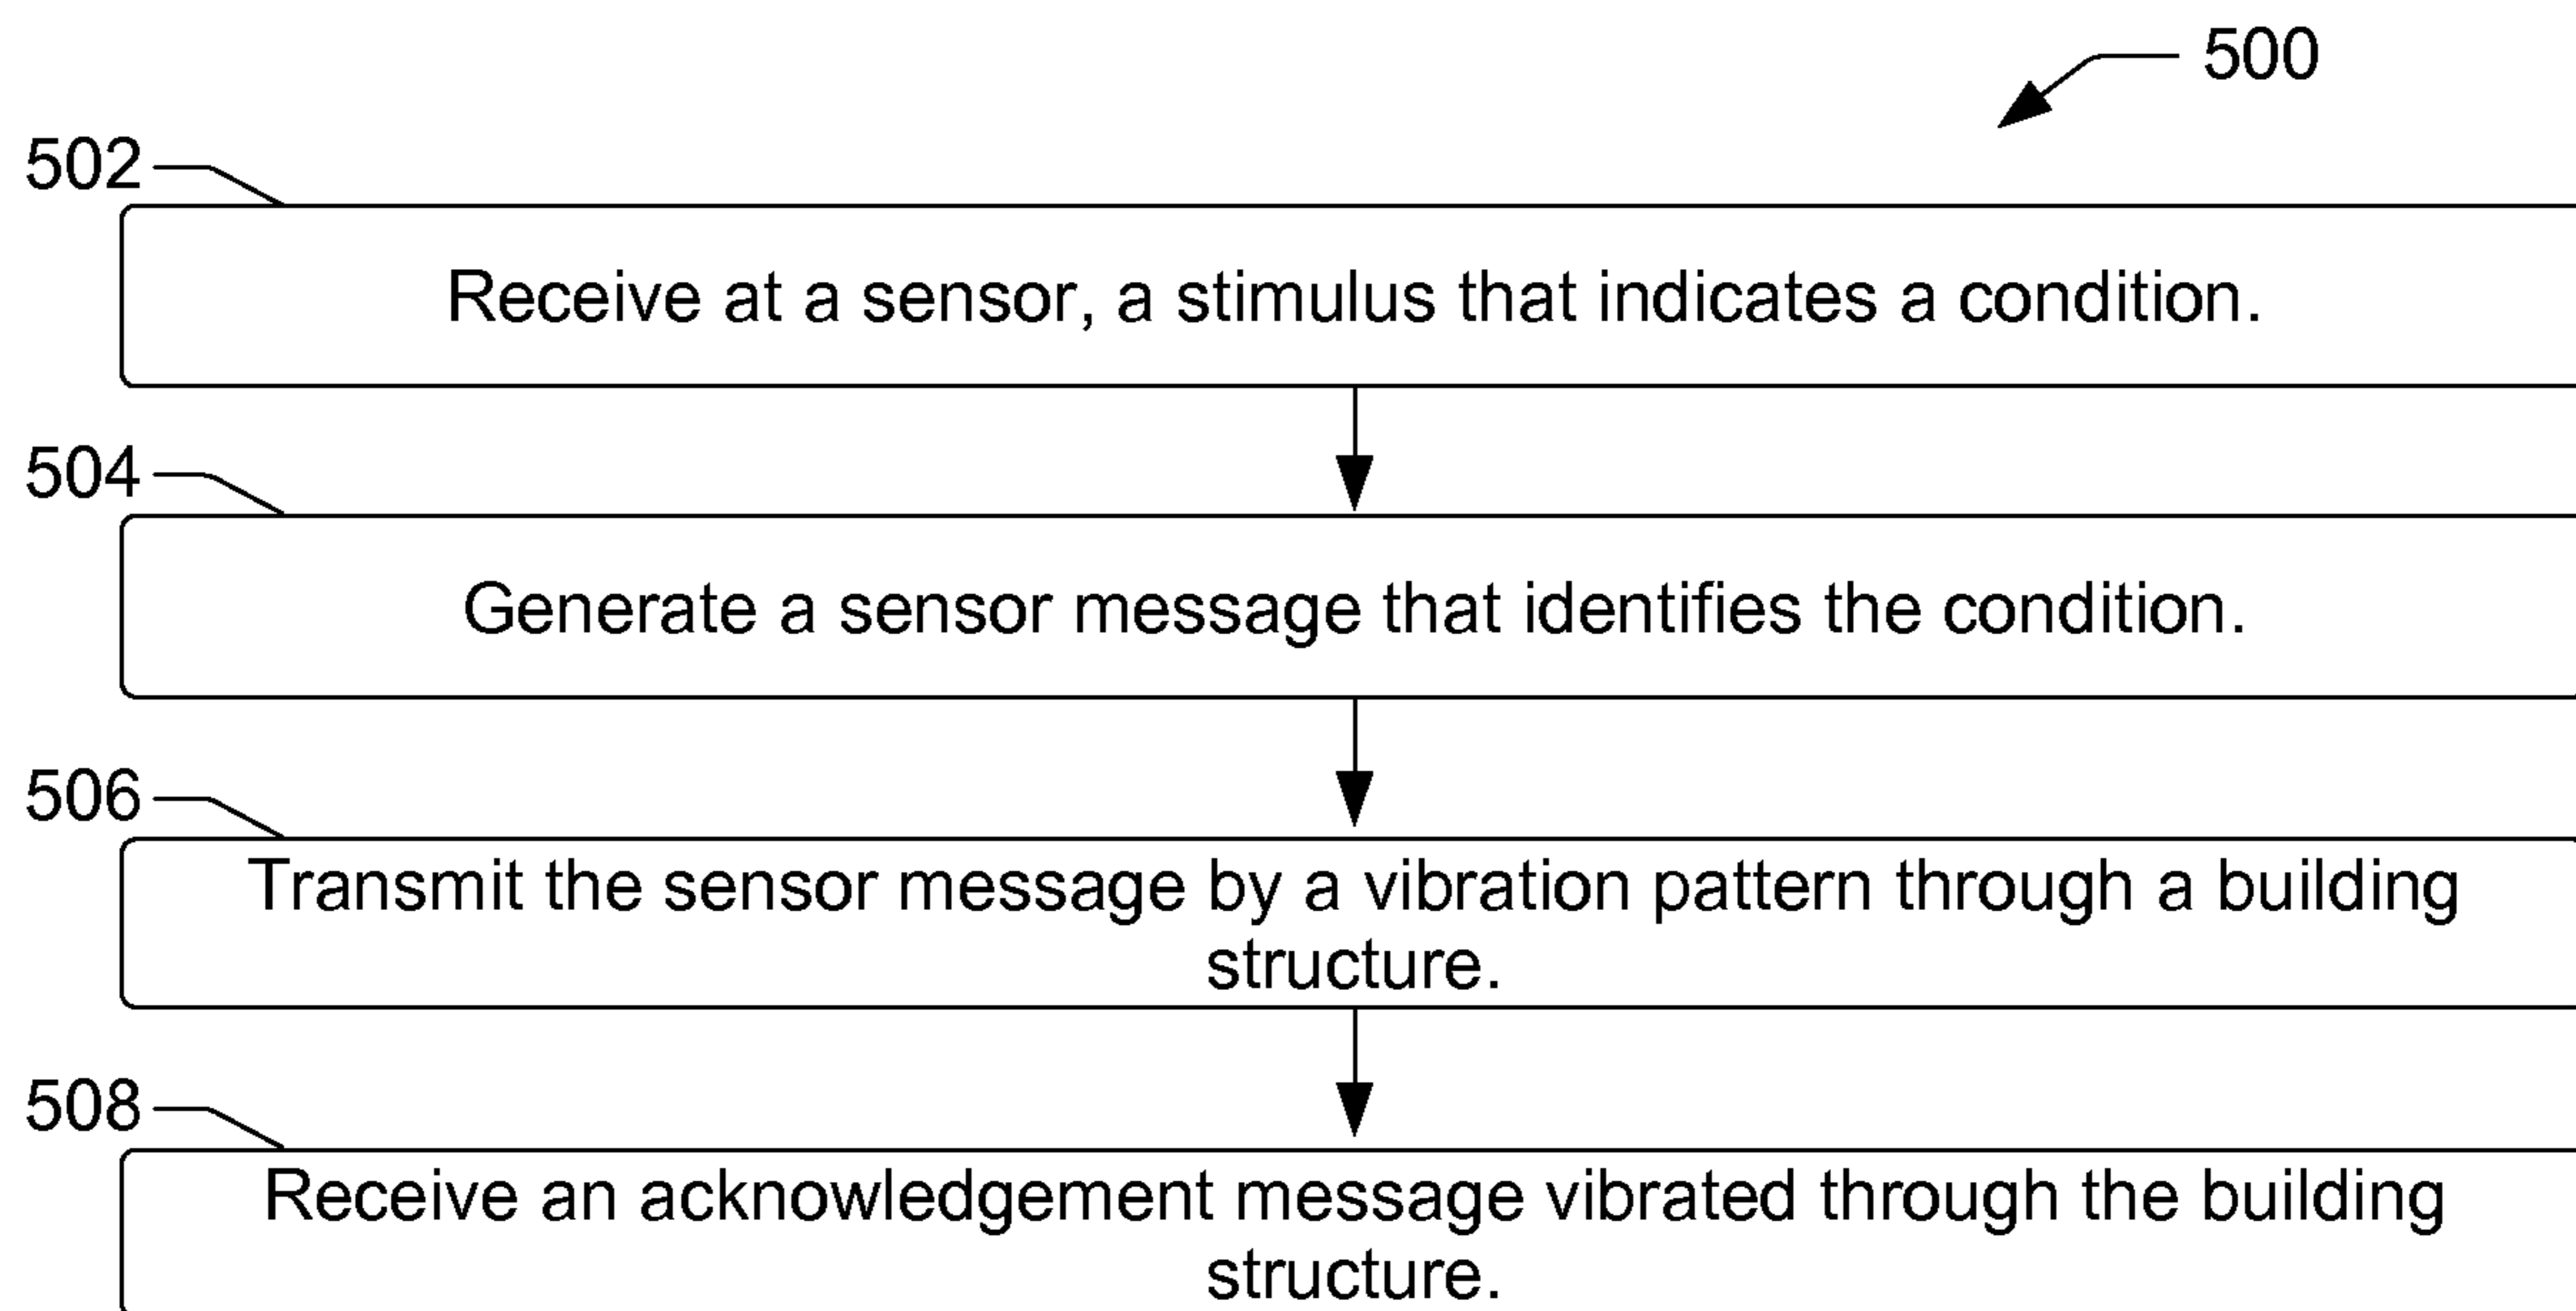 500
502
Receive at a sensor, a stimulus that indicates a condition.
504
Generate a sensor message that identifies the condition.
506
Transmit the sensor message by a vibration pattern through a building
structure.
508
Receive an acknowledgement message vibrated through the building
structure.